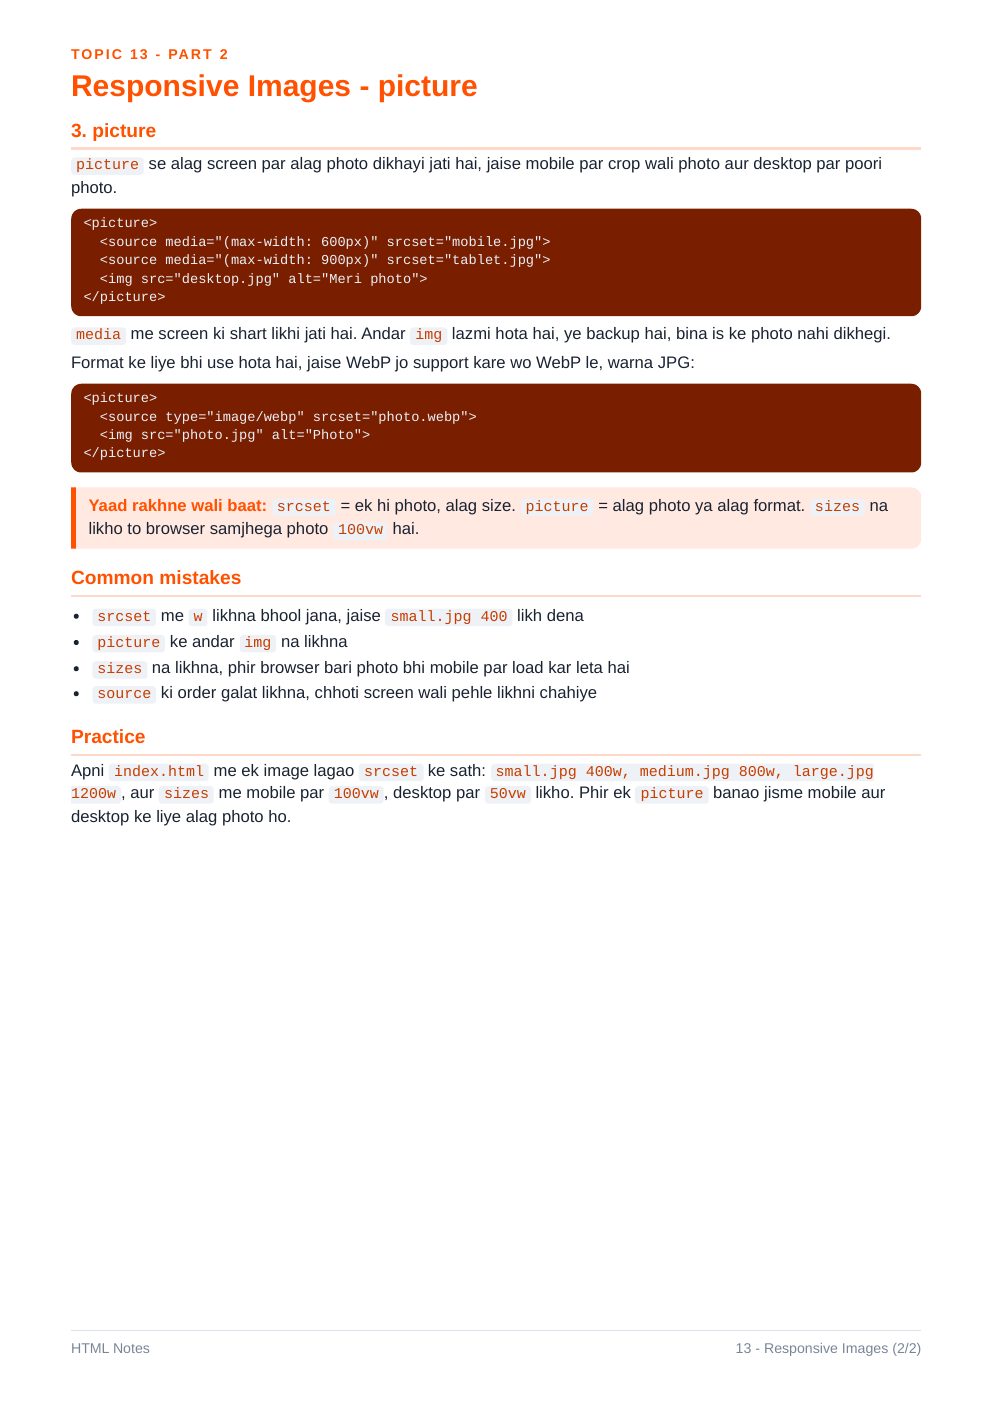 TOPIC 13 - PART 2
Responsive Images - picture
3. picture
picture se alag screen par alag photo dikhayi jati hai, jaise mobile par crop wali photo aur desktop par poori
photo.
<picture>
  <source media="(max-width: 600px)" srcset="mobile.jpg">
  <source media="(max-width: 900px)" srcset="tablet.jpg">
  <img src="desktop.jpg" alt="Meri photo">
</picture>
media me screen ki shart likhi jati hai. Andar img lazmi hota hai, ye backup hai, bina is ke photo nahi dikhegi.
Format ke liye bhi use hota hai, jaise WebP jo support kare wo WebP le, warna JPG:
<picture>
  <source type="image/webp" srcset="photo.webp">
  <img src="photo.jpg" alt="Photo">
</picture>
Yaad rakhne wali baat: srcset = ek hi photo, alag size. picture = alag photo ya alag format. sizes na
likho to browser samjhega photo 100vw hai.
Common mistakes
• srcset me w likhna bhool jana, jaise small.jpg 400 likh dena
• picture ke andar img na likhna
• sizes na likhna, phir browser bari photo bhi mobile par load kar leta hai
• source ki order galat likhna, chhoti screen wali pehle likhni chahiye
Practice
Apni index.html me ek image lagao srcset ke sath: small.jpg 400w, medium.jpg 800w, large.jpg
1200w, aur sizes me mobile par 100vw, desktop par 50vw likho. Phir ek picture banao jisme mobile aur
desktop ke liye alag photo ho.
HTML Notes
13 - Responsive Images (2/2)